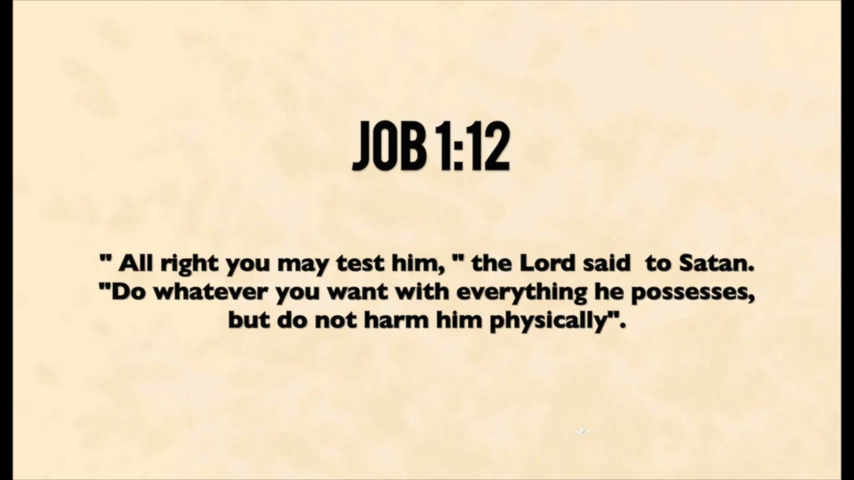 JOB 1:12
" All right you may test him, " the Lord said  to Satan.
"Do whatever you want with everything he possesses,
but do not harm him physically".